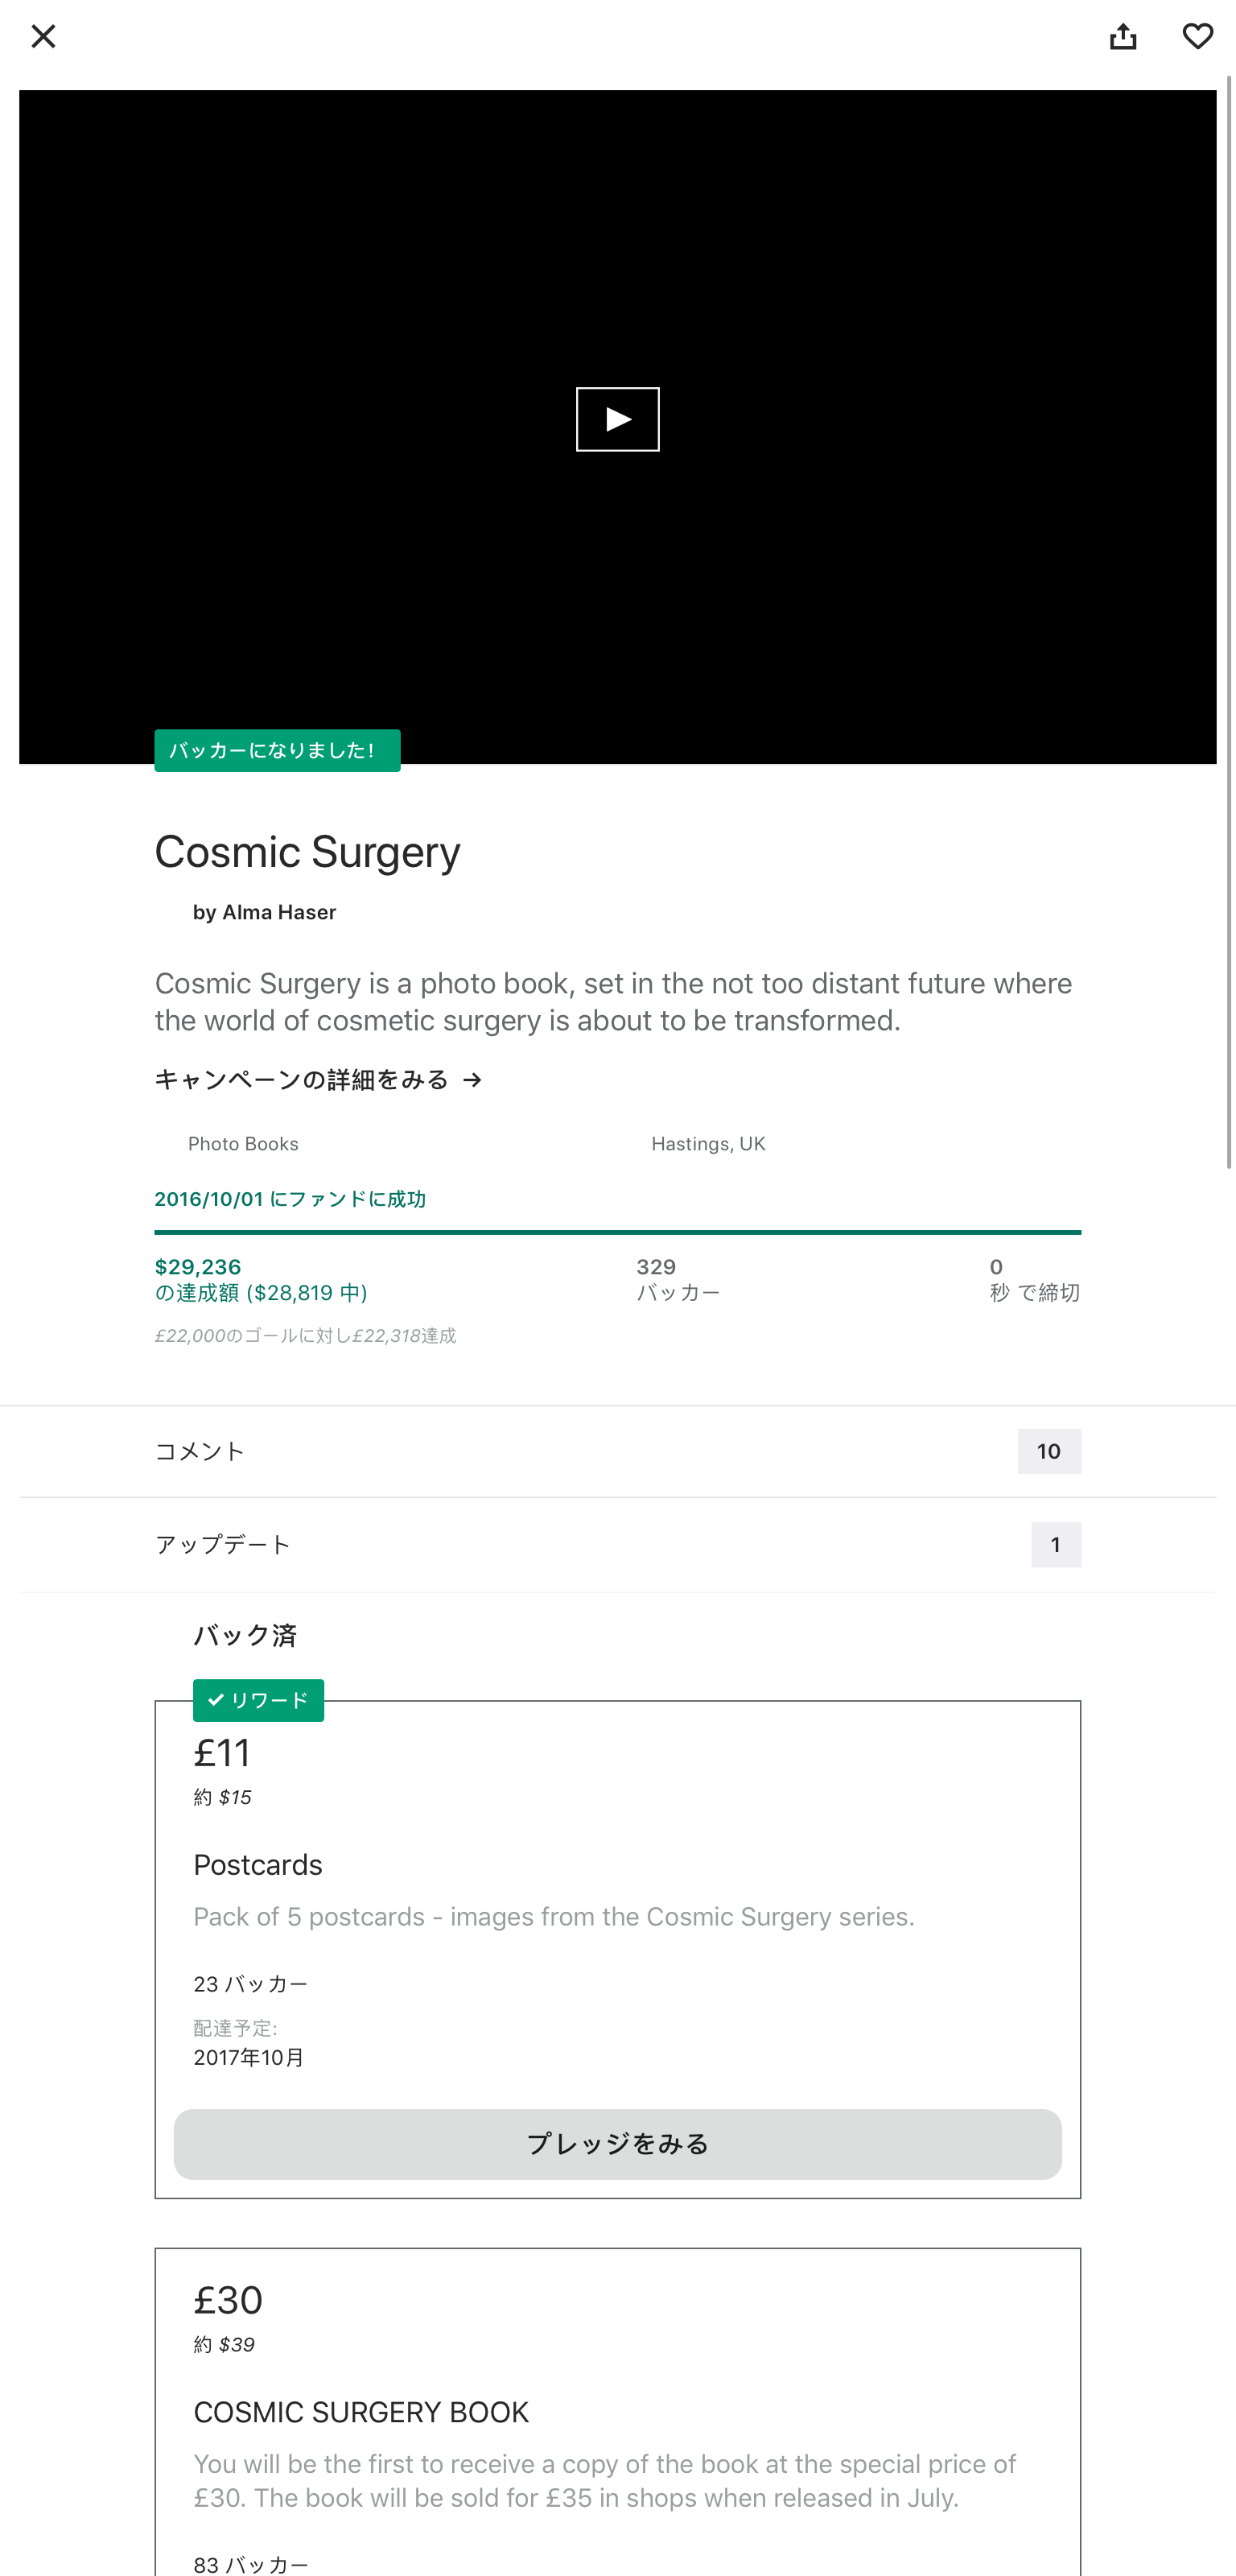 バッカーになりました！
Cosmic Surgery
by Alma Haser
Cosmic Surgery is a photo book, set in the not too distant future where
the world of cosmetic surgery is about to be transformed.
キャンペーンの詳細をみる →
Photo Books
Hastings, UK
2016/10/01 にファンドに成功
$29,236
の達成額 ($28,819 中)
329
バッカー
0
秒 で締切
£22,000のゴールに対し£22,318達成
コメント
10
アップデート
1
バック済
リワード
£11
約 $15
Postcards
Pack of 5 postcards - images from the Cosmic Surgery series.
23 バッカー
配達予定:
2017年10月
プレッジをみる
£30
約 $39
COSMIC SURGERY BOOK
You will be the first to receive a copy of the book at the special price of
£30. The book will be sold for £35 in shops when released in July.
83 バッカー